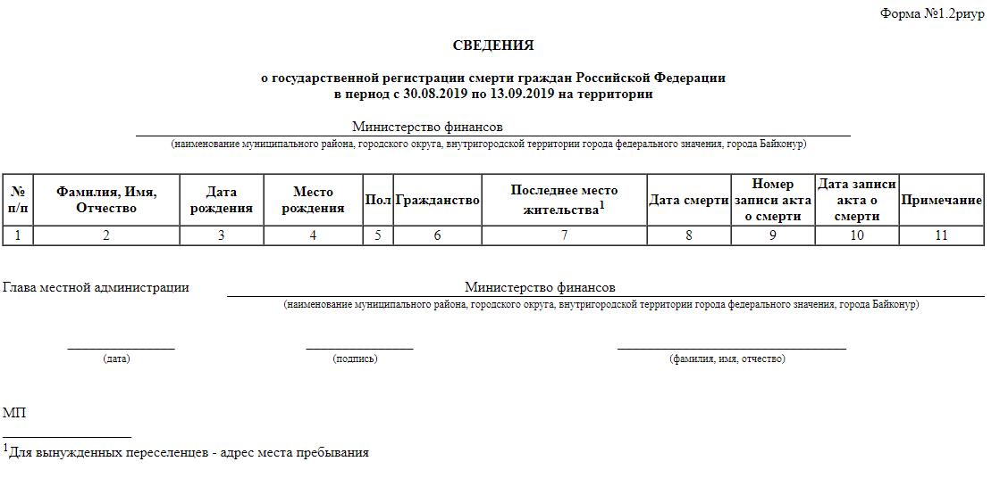 Форма №1.2риур
СВЕДЕНИЯ
о государственной регистрации смерти граждан Российской Федерации
в период с 30.08.2019 по 13.09.2019 на территории
Министерство финансов
(наименование муниципального района, городского округа, внутригородской территории города федерального значения, города Байконур)
№ п/п Фамилия, Имя, Отчество Дата рождения Место рождения Пол Гражданство Последнее место жительства1 Дата смерти Номер записи акта о смерти Дата записи акта о смерти Примечание
1 2 3 4 5 6 7 8 9 10 11
Глава местной администрации Министерство финансов
(наименование муниципального района, городского округа, внутригородской территории города федерального значения, города Байконур)
(дата) (подпись) (фамилия, имя, отчество)
МП
1Для вынужденных переселенцев - адрес места пребывания